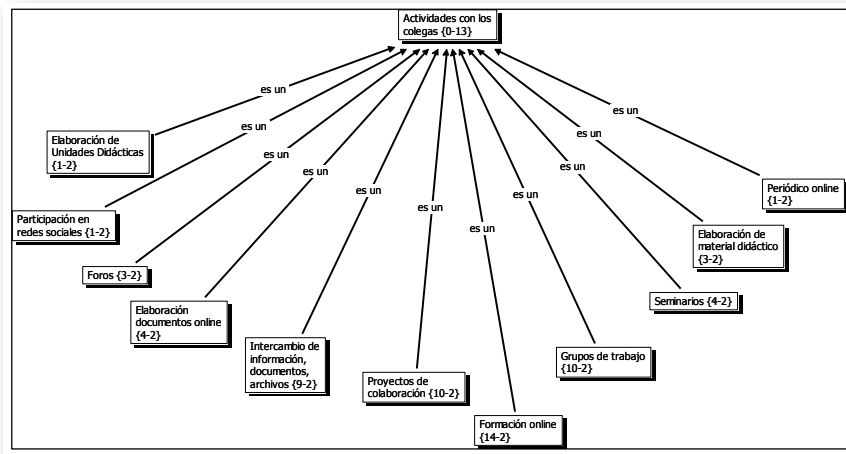 Actividades con los
colegas {0-13}
es un
es un
es un
es un
es un
es un
es un
es un
es un
es un
es un
Elaboración de
Unidades Didácticas
{1-2}
Participación en
redes sociales {1-2}
Foros {3-2}
Elaboración
documentos online
{4-2}
Intercambio de
información,
documentos,
archivos {9-2}
Proyectos de
colaboración {10-2}
Formación online
{14-2}
Grupos de trabajo
{10-2}
Seminarios {4-2}
Elaboración de
material didáctico
{3-2}
Periódico online
{1-2}